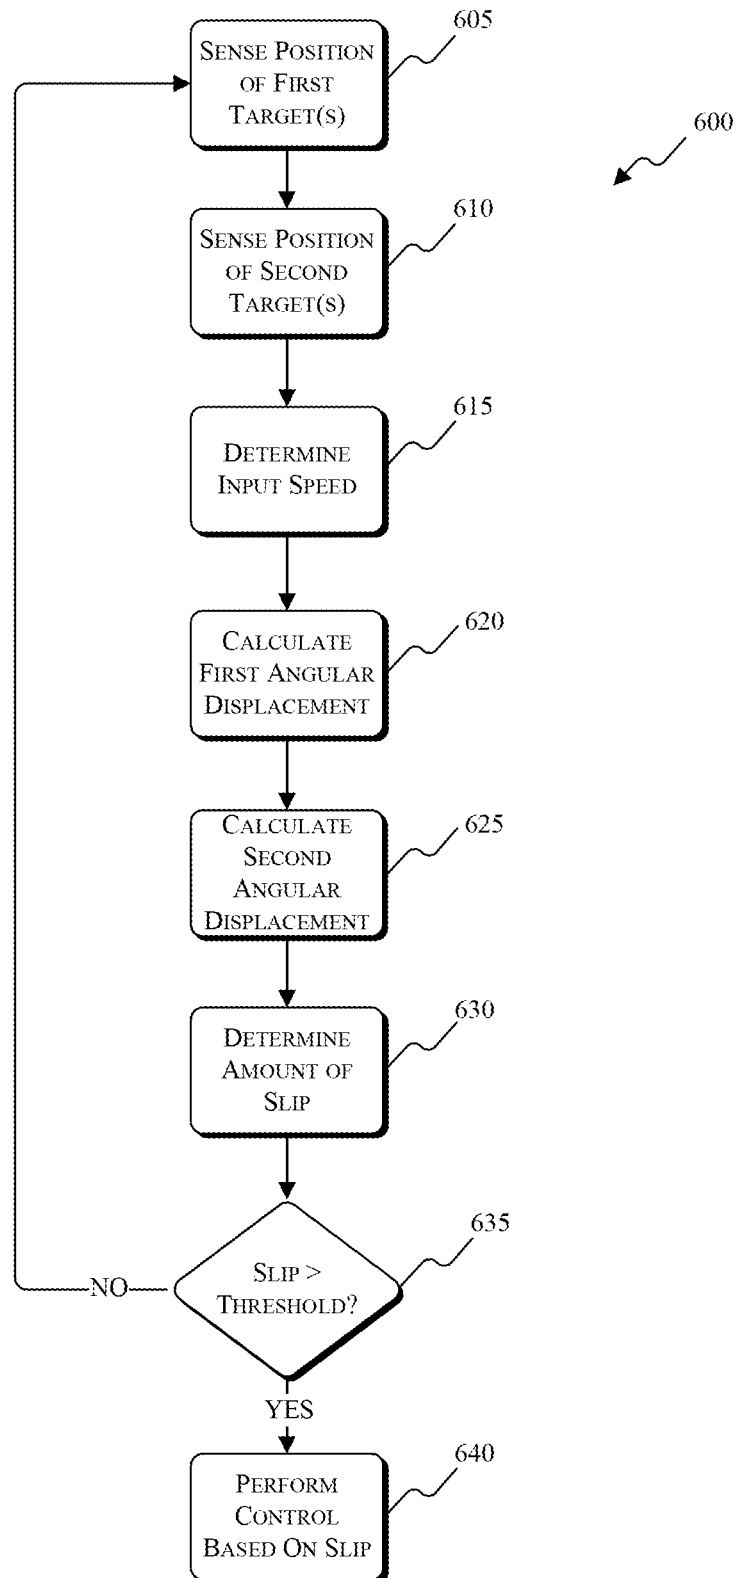 605
SENSE POSITION
OF FIRST
TARGET(S)
600
610
SENSE POSITION
OF SECOND
TARGET(S)
615
DETERMINE
INPUT SPEED
620
CALCULATE
FIRST ANGULAR
DISPLACEMENT
625
CALCULATE
SECOND
ANGULAR
DISPLACEMENT
630
DETERMINE
AMOUNT OF
SLIP
635
SLIP >
THRESHOLD?
NO
YES
640
PERFORM
CONTROL
BASED ON SLIP